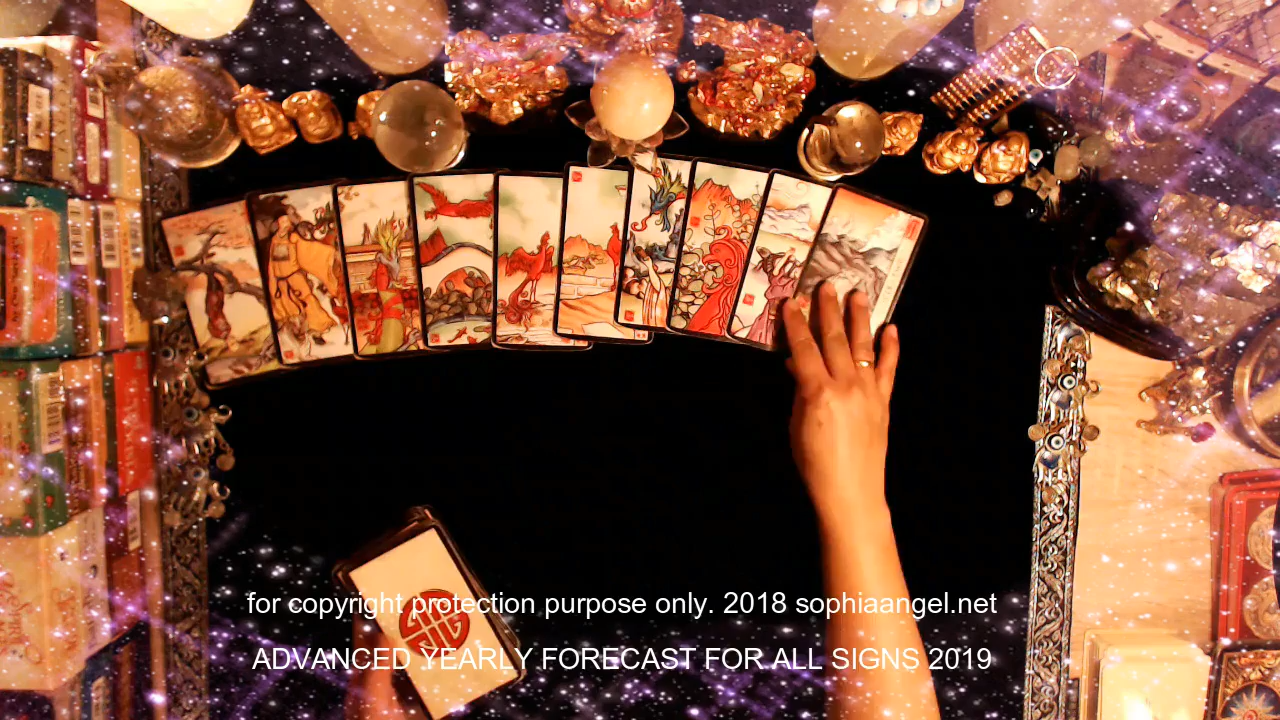 for copyright protection purpose only. 2018 sophiaangel.net
ADVANCED YEARLY FORECAST FOR ALL SIGNS 2019